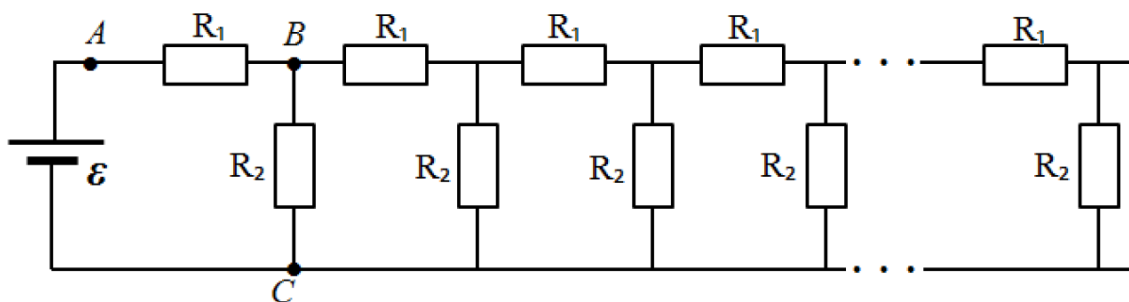 A R₁ B R₁ R₁ R₁ R₁
ε R₂ R₂ R₂ R₂ R₂
C